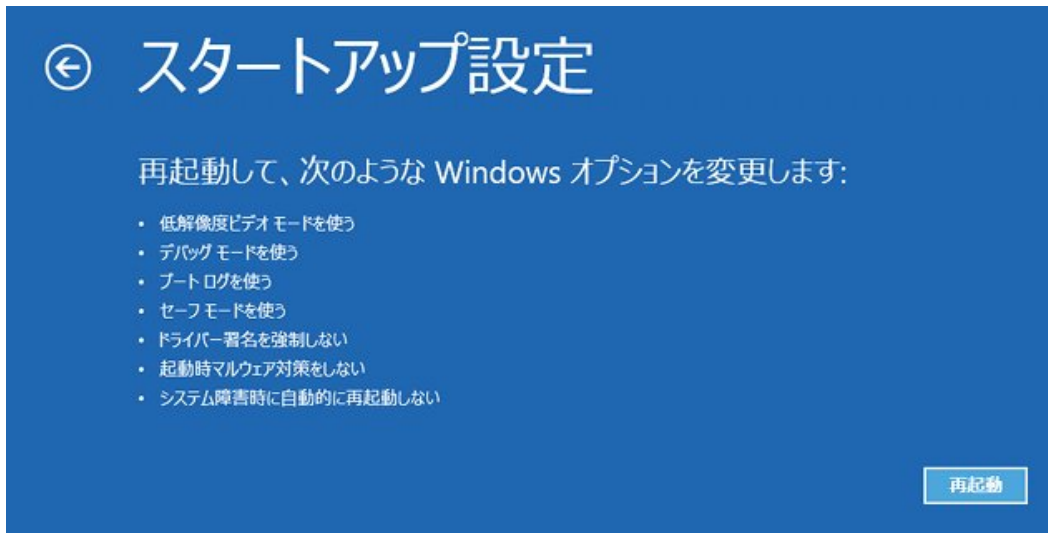 スタートアップ設定
再起動して、次のような Windows オプションを変更します:
• 低解像度ビデオ モードを使う
• デバッグ モードを使う
• ブート ログを使う
• セーフ モードを使う
• ドライバー署名を強制しない
• 起動時マルウェア対策をしない
• システム障害時に自動的に再起動しない
再起動